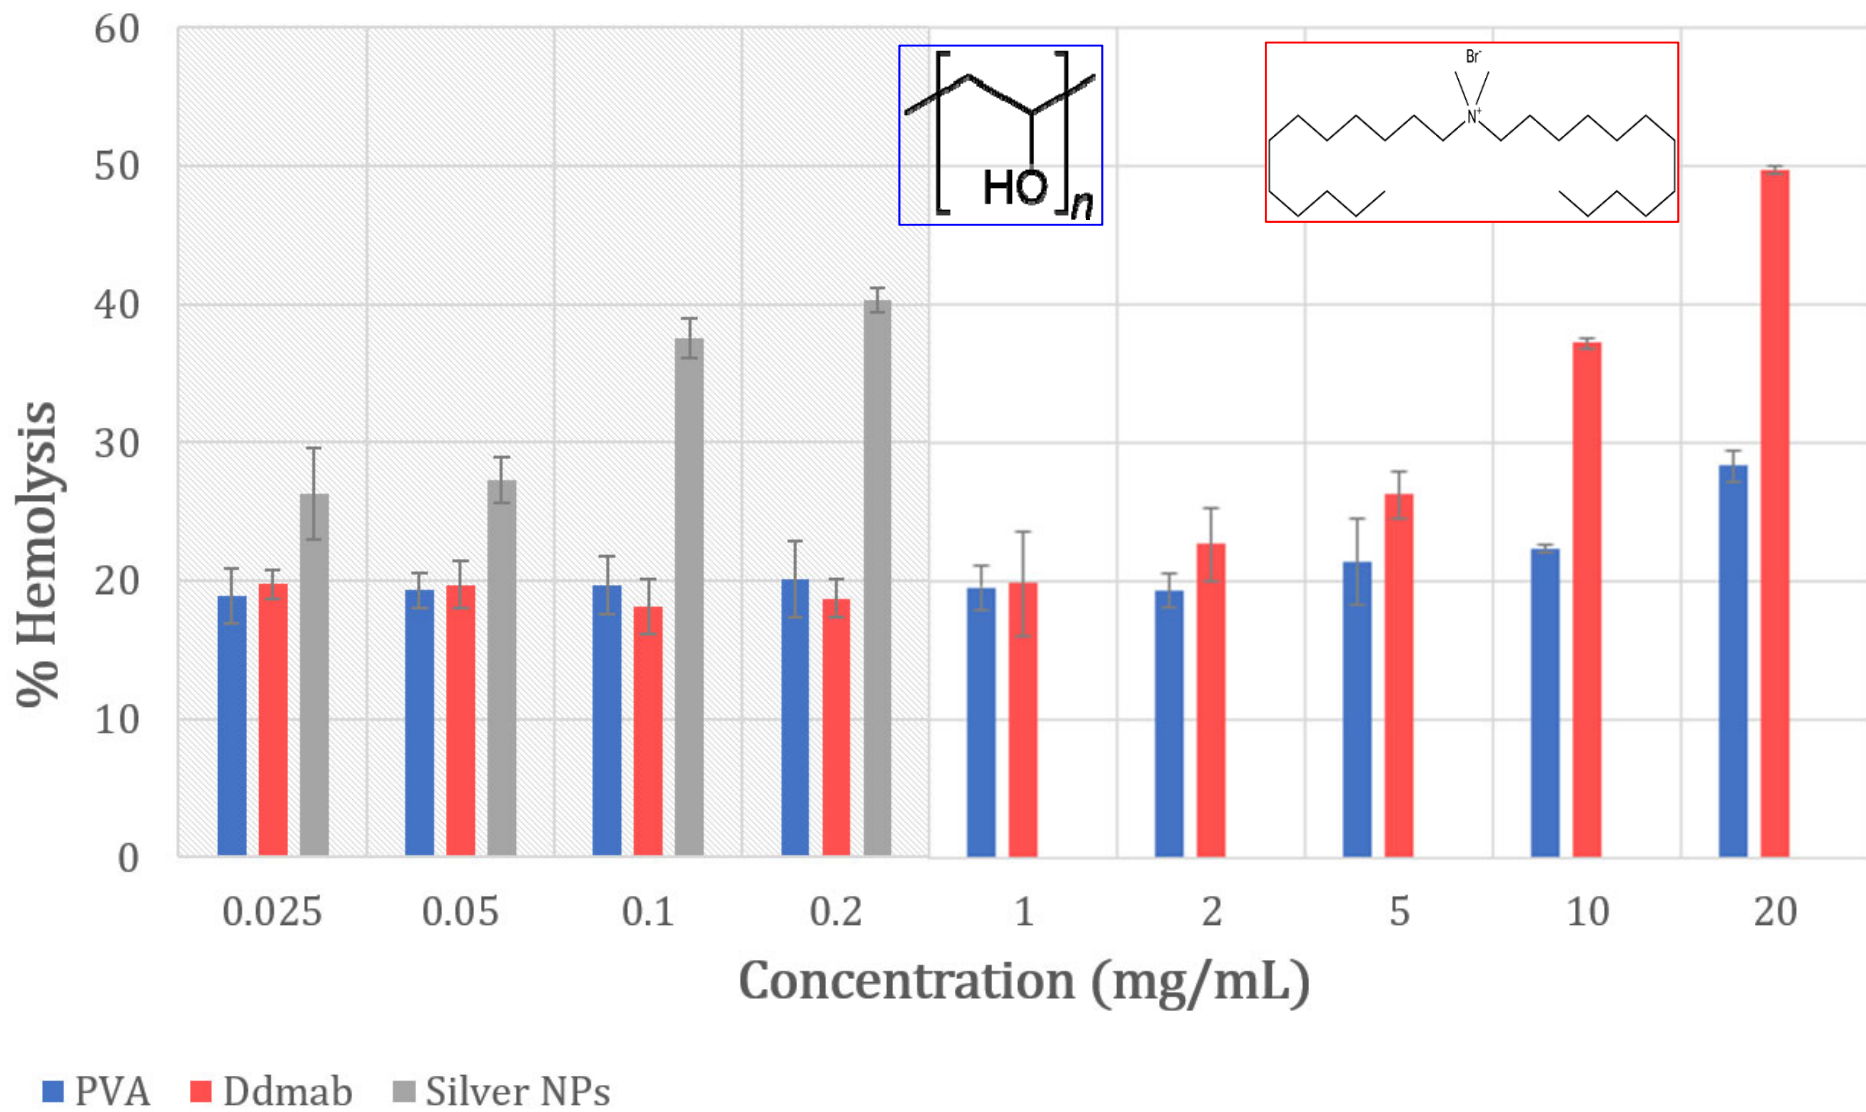 60
50
40
30
20
10
0
% Hemolysis
HO
n
Br-
N+
0.025 0.05 0.1 0.2 1 2 5 10 20
Concentration (mg/mL)
PVA Ddmab Silver NPs